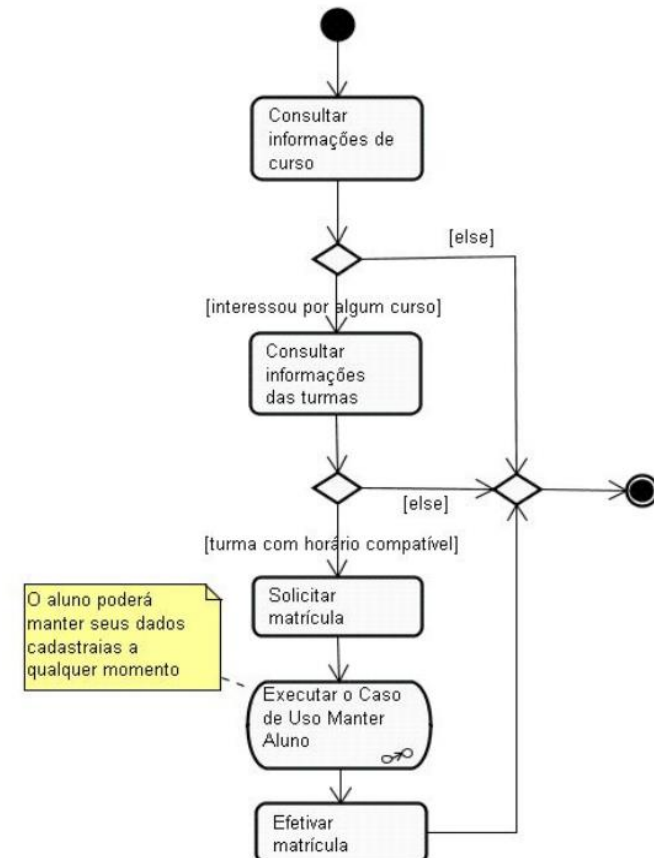 Consultar
informações de
curso
[else]
[interessou por algum curso]
Consultar
informações
das turmas
[else]
[turma com horário compatível]
Solicitar
matrícula
O aluno poderá
manter seus dados
cadastraias a
qualquer momento
Executar o Caso
de Uso Manter
Aluno
Efetivar
matrícula